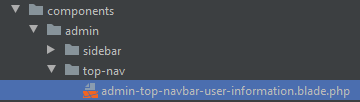 components
admin
sidebar
top-nav
admin-top-navbar-user-information.blade.php